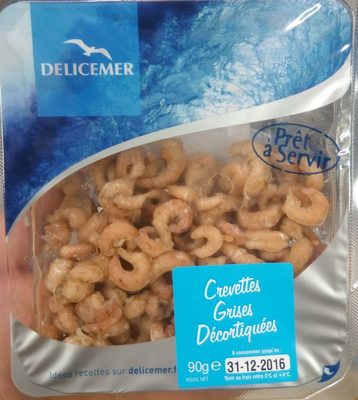 DELICEMER
Prêt
à Servir
Crevettes
Grises
Décortiquées
A consommer jusqu'au :
90g e 31-12-2016
POIDS NET
Tenir au frais entre 0°C et +4°C
Idées recettes sur delicemer.f